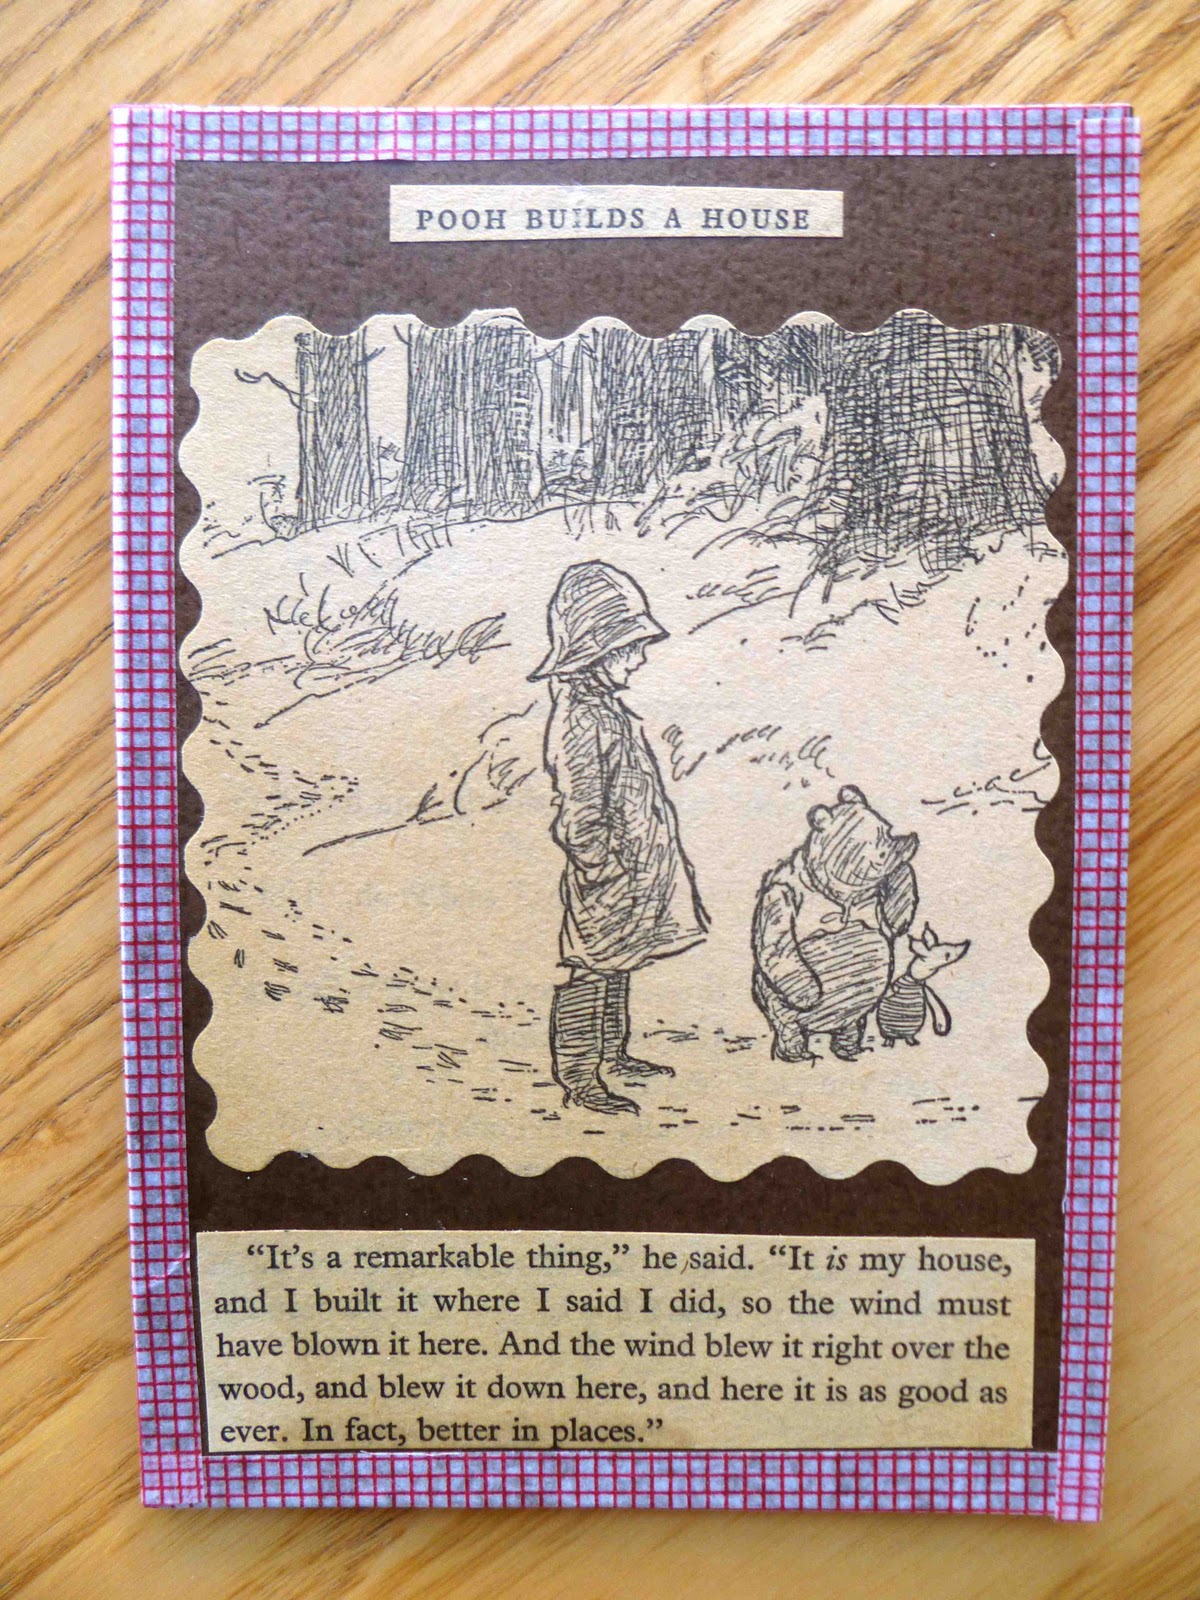 POOH BUILDS A HOUSE
“It’s a remarkable thing,” he said. “It is my house,
and I built it where I said I did, so the wind must
have blown it here. And the wind blew it right over the
wood, and blew it down here, and here it is as good as
ever. In fact, better in places.”